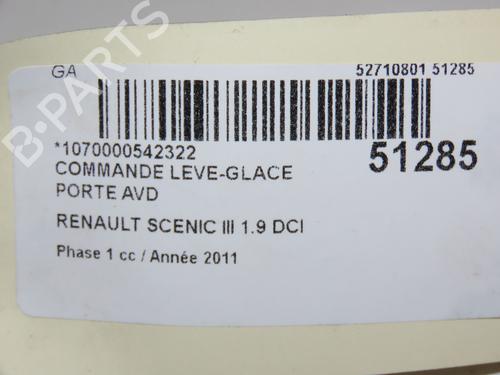 GA
52710801 51285
*1070000542322
51285
COMMANDE LEVE-GLACE
PORTE AVD
RENAULT SCENIC III 1.9 DCI
Phase 1 cc / Année 2011
B-PARTS